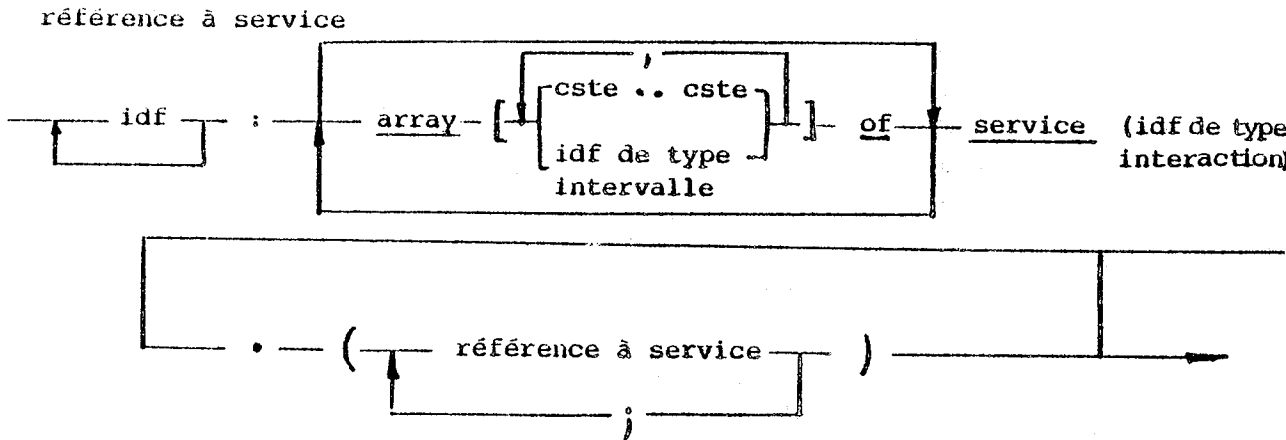 référence à service
,
idf : array [ cste .. cste ] of service (idf de type
idf de type interaction)
intervalle
. ( référence à service )
;